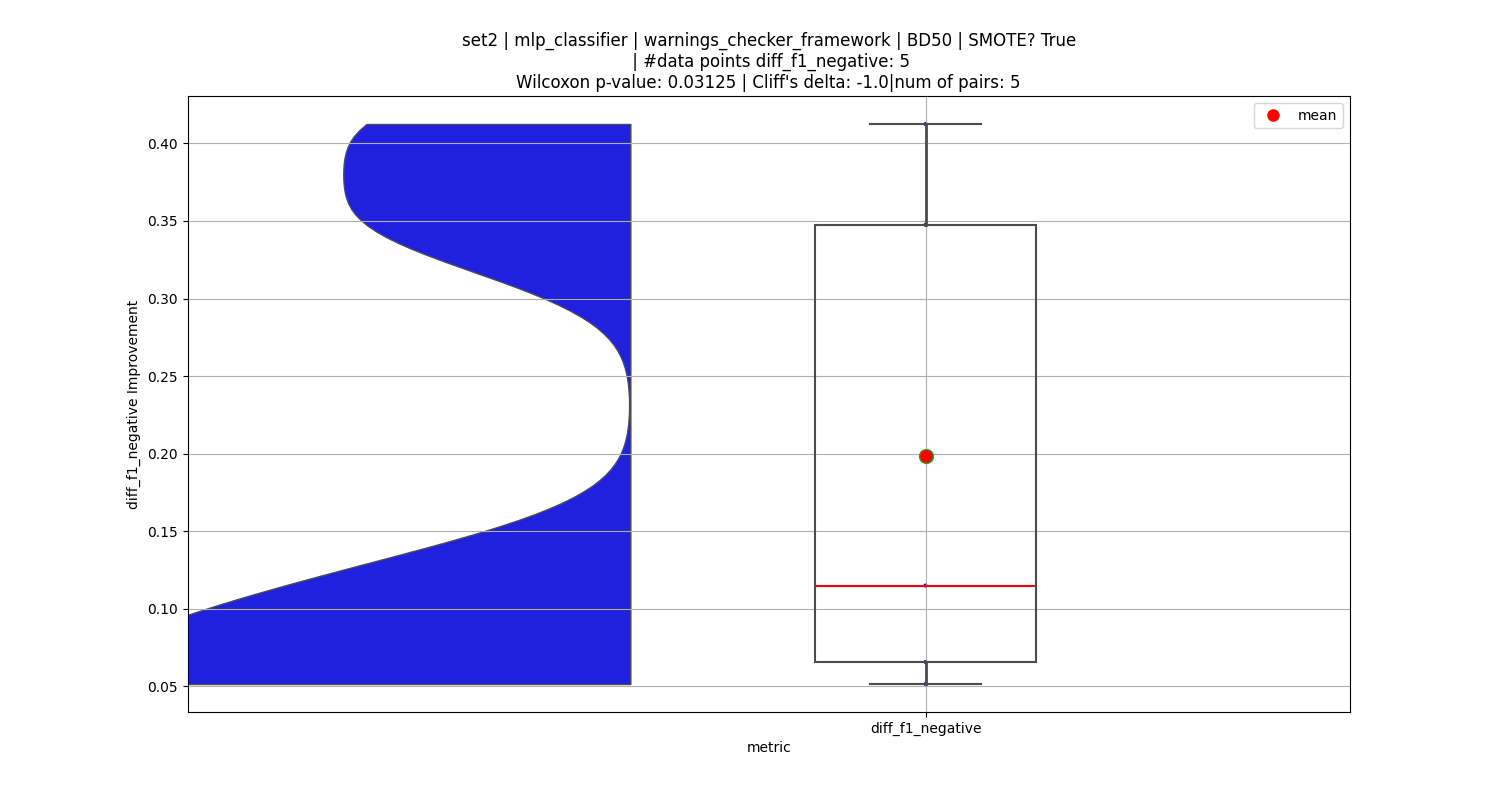 set2 | mlp_classifier | warnings_checker_framework | BD50 | SMOTE? True
| #data points diff_f1_negative: 5
Wilcoxon p-value: 0.03125 | Cliff's delta: -1.0|num of pairs: 5
mean
0.40
0.35
0.30
0.25
0.20
0.15
0.10
0.05
diff_f1_negative Improvement
diff_f1_negative
metric